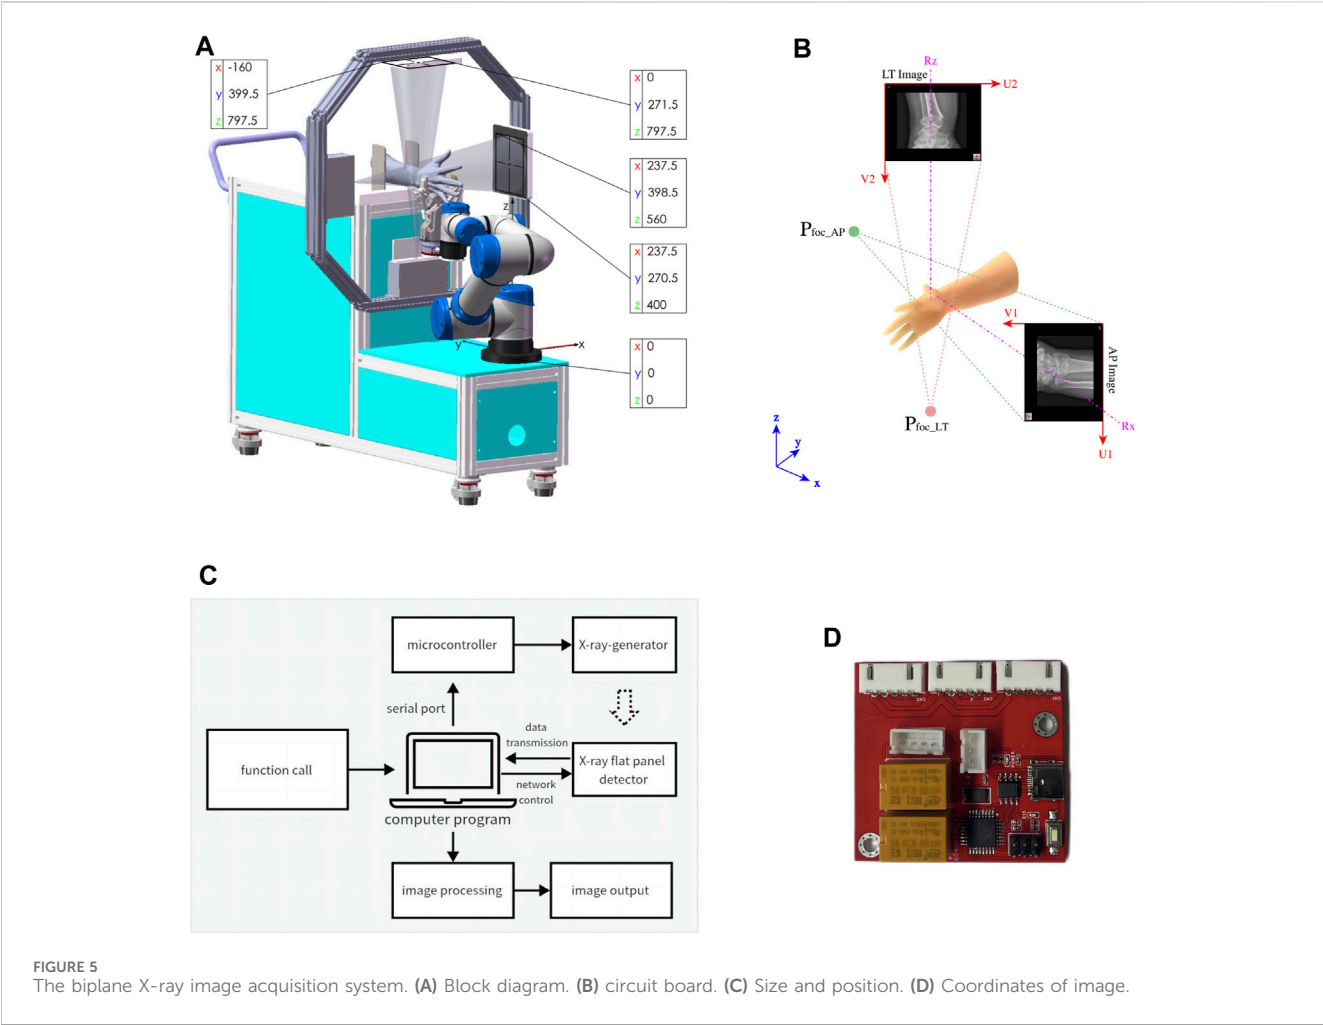 A
x -160
y 399.5
z 797.5
x 0
y 271.5
z 797.5
x 237.5
y 398.5
z 560
x 237.5
y 270.5
z 400
x 0
y 0
z 0
z
y
x
B
Rz
LT Image
U2
V2
Pfoc_AP
V1
AP Image
Pfoc_LT
Rx
U1
z
y
x
C
microcontroller
X-ray-generator
serial port
data
transmission
function call
X-ray flat panel
detector
network
control
computer program
image processing
image output
D
FIGURE 5
The biplane X-ray image acquisition system. (A) Block diagram. (B) circuit board. (C) Size and position. (D) Coordinates of image.